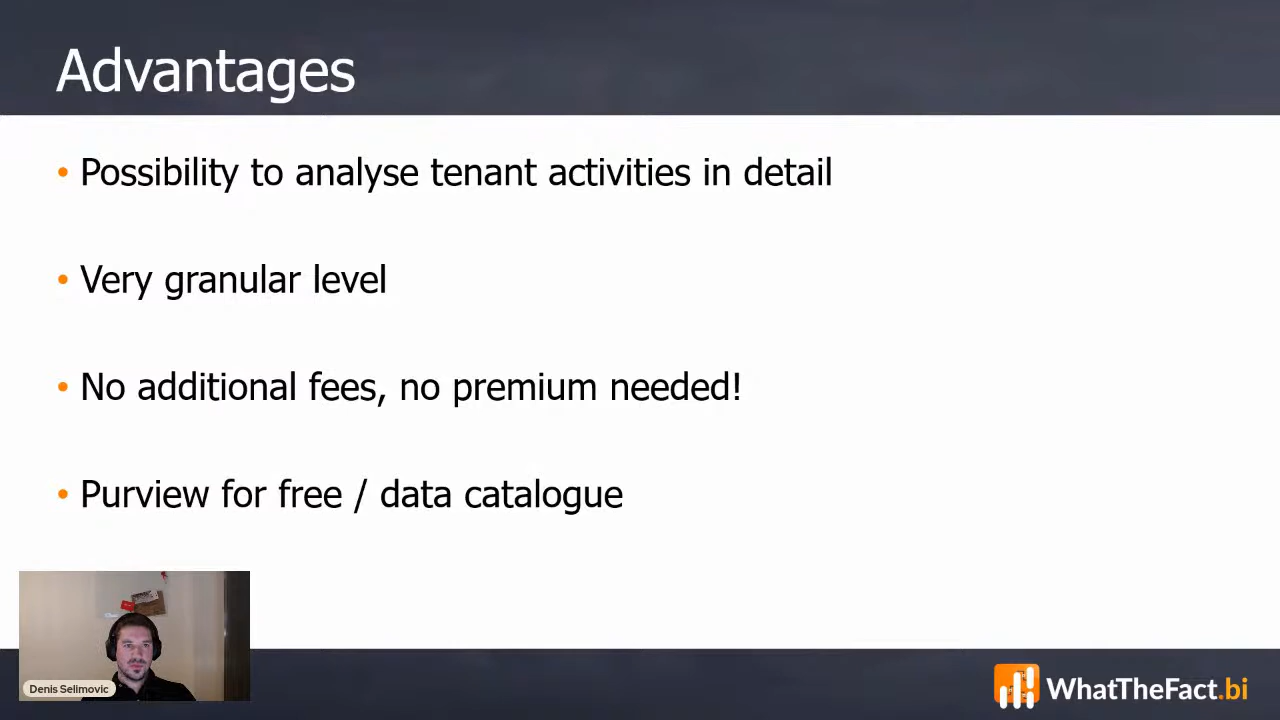 Advantages
• Possibility to analyse tenant activities in detail
• Very granular level
• No additional fees, no premium needed!
• Purview for free / data catalogue
Denis Selimovic
WhatTheFact.bi